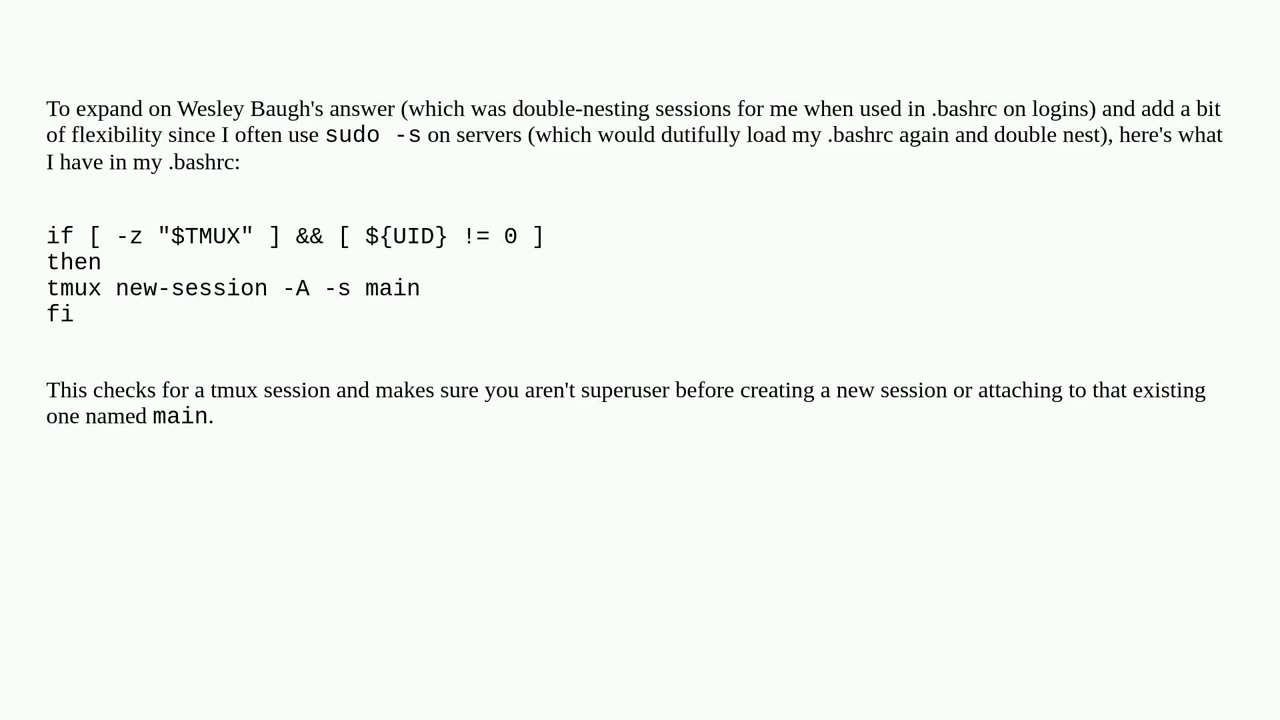 To expand on Wesley Baugh's answer (which was double-nesting sessions for me when used in .bashrc on logins) and add a bit
of flexibility since I often use sudo -s on servers (which would dutifully load my .bashrc again and double nest), here's what
I have in my .bashrc:
if [ -z "$TMUX" ] && [ ${UID} != 0 ]
then
tmux new-session -A -s main
fi
This checks for a tmux session and makes sure you aren't superuser before creating a new session or attaching to that existing
one named main.